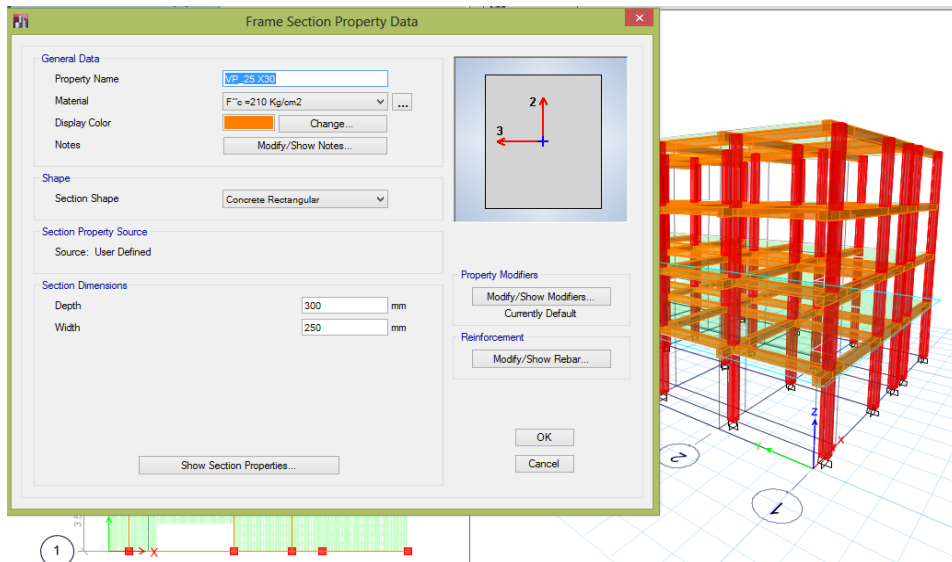 Frame Section Property Data
General Data
Property Name VP_25 X30
Material F´´c =210 Kg/cm2 ...
Display Color Change...
Notes Modify/Show Notes...
Shape
Section Shape Concrete Rectangular
Section Property Source
Source: User Defined
Section Dimensions
Depth 300 mm
Width 250 mm
Show Section Properties...
2
3
Property Modifiers
Modify/Show Modifiers...
Currently Default
Reinforcement
Modify/Show Rebar...
OK
Cancel
Z
X
Y
2
1
1
X